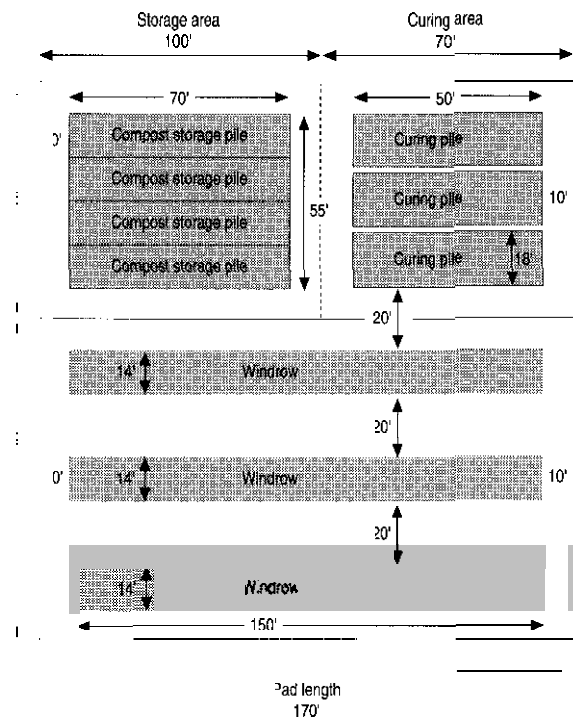 Storage area
100'
Curing area
70'
70'
50'
Compost storage pile
Curing pile
Compost storage pile
55'
Curing pile
10'
Compost storage pile
Compost storage pile
Curing pile
18'
20'
14'
Windrow
20'
14'
Windrow
10'
20'
14'
Windrow
150'
Pad length
170'